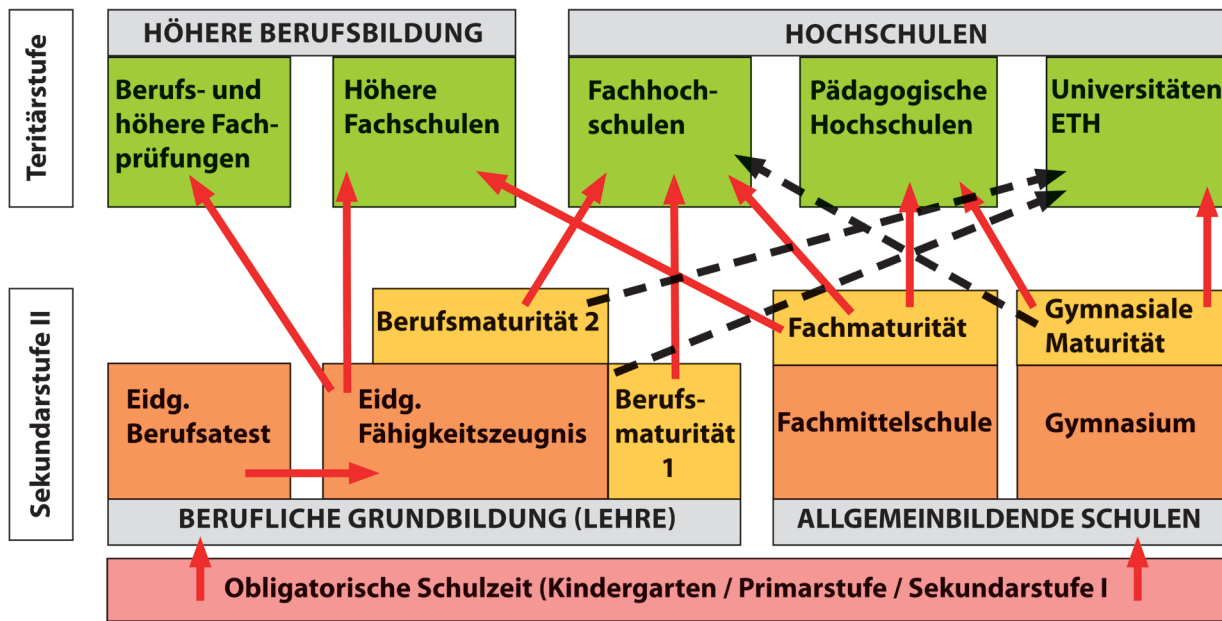 Teritärstufe
HÖHERE BERUFSBILDUNG
HOCHSCHULEN
Berufs- und
höhere Fach-
prüfungen
Höhere
Fachschulen
Fachhoch-
schulen
Pädagogische
Hochschulen
Universitäten
ETH
Sekundarstufe II
Berufsmaturität 2
Fachmaturität
Gymnasiale
Maturität
Eidg.
Berufsatest
Eidg.
Fähigkeitszeugnis
Berufs-
maturität
1
Fachmittelschule
Gymnasium
BERUFLICHE GRUNDBILDUNG (LEHRE)
ALLGEMEINBILDENDE SCHULEN
Obligatorische Schulzeit (Kindergarten / Primarstufe / Sekundarstufe I